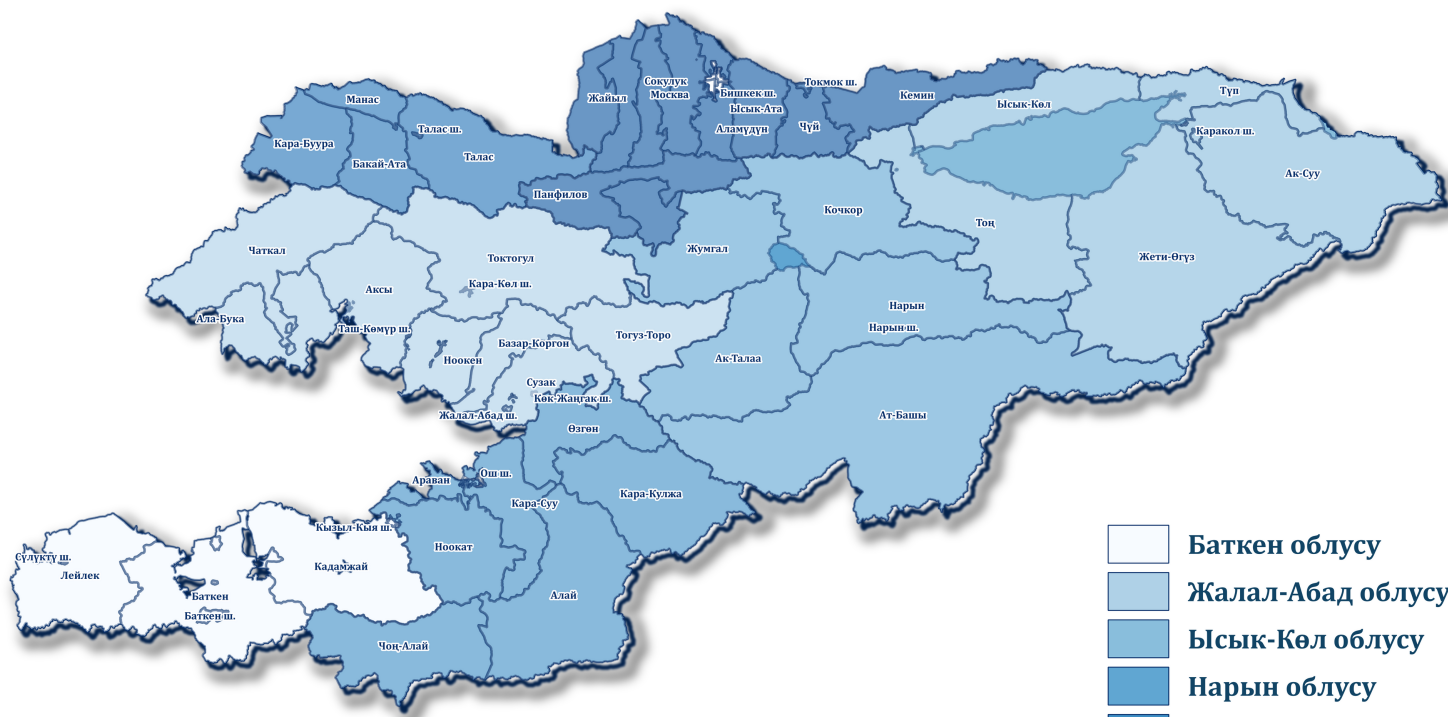 Токмок ш.
Сокулук
Бишкек ш.
Түп
Жайыл
Москва
Кемин
Манас
Ысык-Көл
Ысык-Ата
Талас ш.
Аламүдүн
Чүй
Каракол ш.
Кара-Буура
Талас
Бакай-Ата
Ак-Суу
Панфилов
Кочкор
Тоң
Чаткал
Жумгал
Токтогул
Жети-Өгүз
Кара-Көл ш.
Аксы
Нарын
Ала-Бука
Таш-Көмүр ш.
Нарын ш.
Тогуз-Торо
Базар-Коргон
Ноокен
Ак-Талаа
Сузак
Көк-Жаңгак ш.
Жалал-Абад ш.
Ат-Башы
Өзгөн
Ош ш.
Араван
Кара-Кулжа
Кара-Суу
Кызыл-Кыя ш.
Ноокат
Сүлүктү ш.
Кадамжай
Лейлек
Баткен
Алай
Баткен ш.
Чоң-Алай
Баткен облусу
Жалал-Абад облусу
Ысык-Көл облусу
Нарын облусу